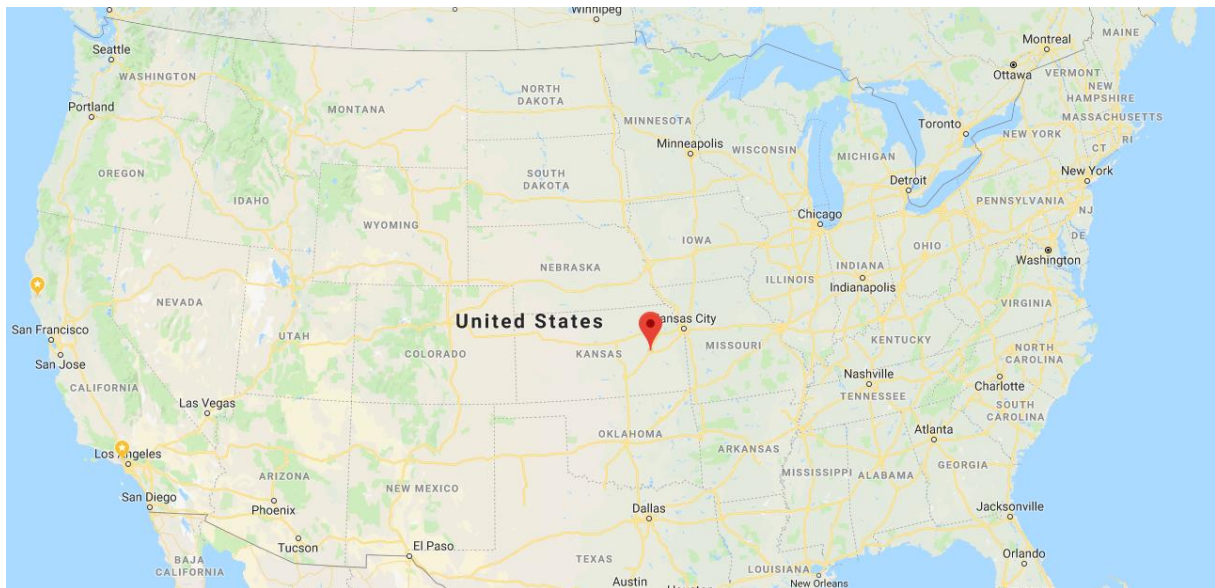 Winnipeg
Seattle
WASHINGTON
Montreal
MAINE
Ottawa
VERMONT
NEW
HAMPSHIRE
MASSACHUSETTS
NORTH
DAKOTA
MONTANA
MINNESOTA
Portland
Toronto
NEW YORK
CT
RI
Minneapolis
WISCONSIN
MICHIGAN
OREGON
SOUTH
DAKOTA
Detroit
New York
IDAHO
PENNSYLVANIA
NJ
WYOMING
Chicago
IOWA
DE
OHIO
Washington
NEBRASKA
ILLINOIS
INDIANA
Indianapolis
NEVADA
VIRGINIA
San Francisco
UTAH
United States
Kansas City
KENTUCKY
MISSOURI
COLORADO
KANSAS
NORTH
CAROLINA
San Jose
CALIFORNIA
Nashville
TENNESSEE
Charlotte
Las Vegas
SOUTH
CAROLINA
OKLAHOMA
Atlanta
Los Angeles
ARKANSAS
MISSISSIPPI
ALABAMA
GEORGIA
ARIZONA
NEW MEXICO
San Diego
Phoenix
Dallas
Jacksonville
Tucson
El Paso
BAJA
CALIFORNIA
TEXAS
LOUISIANA
Orlando
Austin
New Orleans